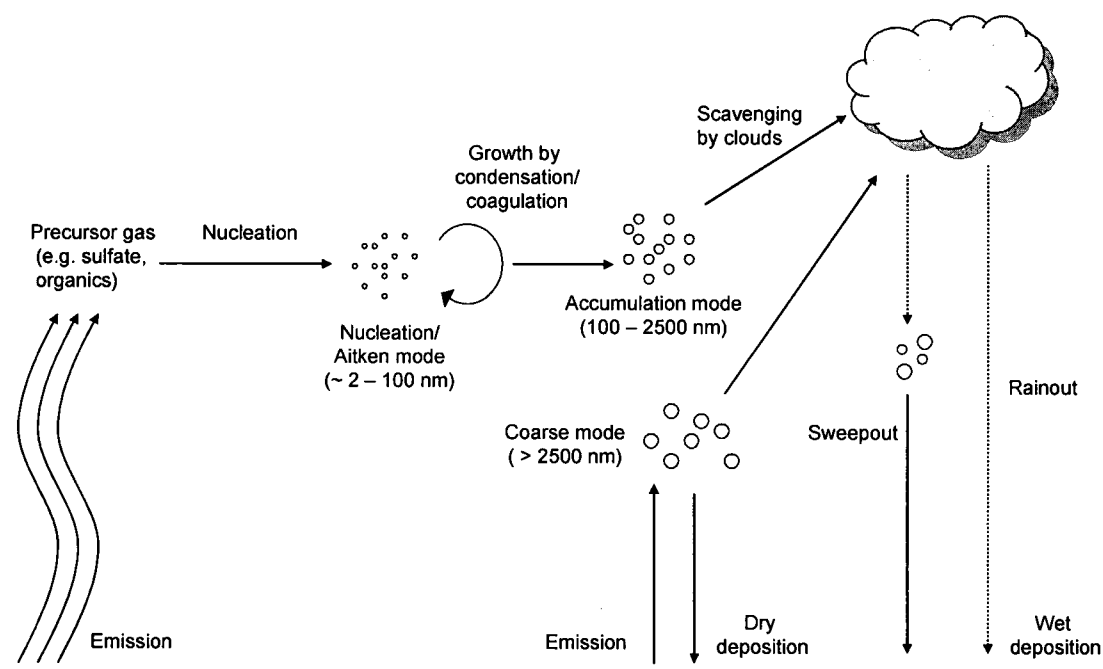 Scavenging
by clouds
Growth by
condensation/
coagulation
Precursor gas
(e.g. sulfate,
organics)
Nucleation
Accumulation mode
(100 – 2500 nm)
Nucleation/
Aitken mode
(~ 2 – 100 nm)
Rainout
Coarse mode
( > 2500 nm)
Sweepout
Emission
Emission
Dry
deposition
Wet
deposition